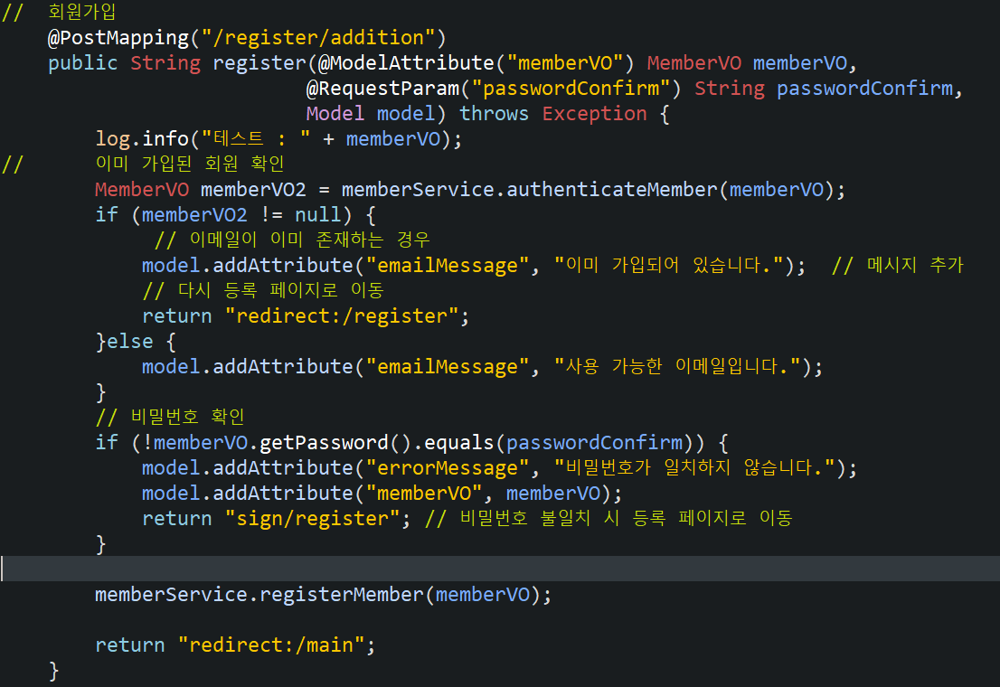 //  회원가입
    @PostMapping("/register/addition")
    public String register(@ModelAttribute("memberVO") MemberVO memberVO,
                          @RequestParam("passwordConfirm") String passwordConfirm,
                          Model model) throws Exception {
        log.info("테스트 : " + memberVO);
//      이미 가입된 회원 확인
        MemberVO memberVO2 = memberService.authenticateMember(memberVO);
        if (memberVO2 != null) {
             // 이메일이 이미 존재하는 경우
            model.addAttribute("emailMessage", "이미 가입되어 있습니다.");  // 메시지 추가
            // 다시 등록 페이지로 이동
            return "redirect:/register";
        }else {
            model.addAttribute("emailMessage", "사용 가능한 이메일입니다.");
        }
        // 비밀번호 확인
        if (!memberVO.getPassword().equals(passwordConfirm)) {
            model.addAttribute("errorMessage", "비밀번호가 일치하지 않습니다.");
            model.addAttribute("memberVO", memberVO);
            return "sign/register"; // 비밀번호 불일치 시 등록 페이지로 이동
        }
        memberService.registerMember(memberVO);
        return "redirect:/main";
    }